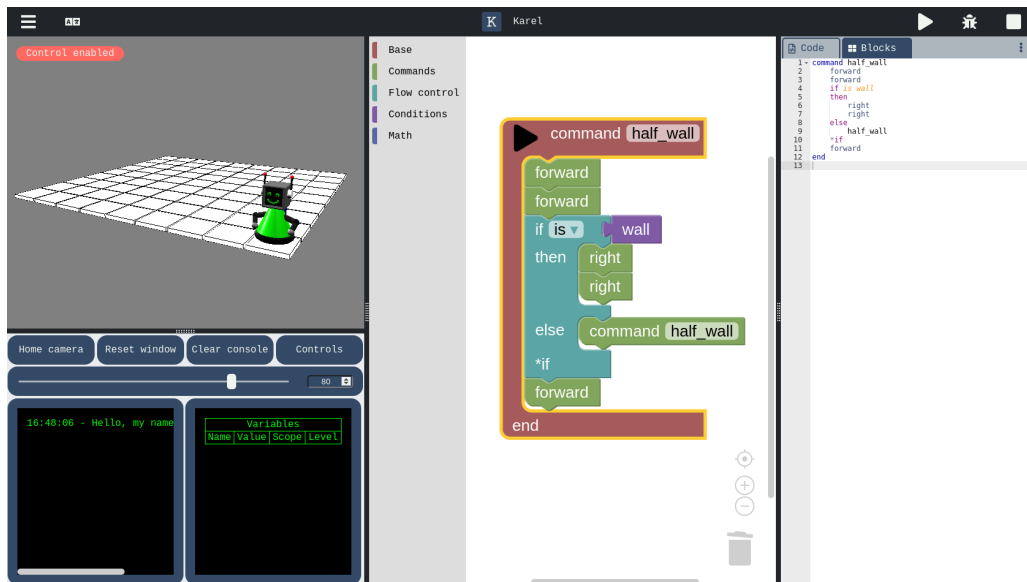 K Karel
Control enabled
Home camera
Reset window
Clear console
Controls
80
16:48:06 - Hello, my name
Variables
Name Value Scope Level
Base
Commands
Flow control
Conditions
Math
command half_wall
forward
forward
if is ▾ wall
then right
right
else command half_wall
*if
forward
end
Code
Blocks
1 command half_wall
2 forward
3 forward
4 if is wall
5 then
6 right
7 right
8 else
9 half_wall
10 *if
11 forward
12 end
13